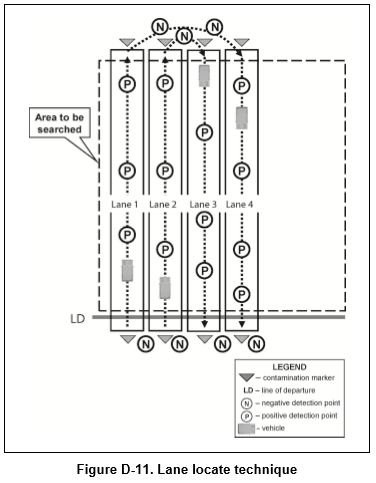 N
N
N
P
P
P
Area to be
searched
P
P
P
P
Lane 1
Lane 2
Lane 3
Lane 4
P
P
P
P
P
P
LD
N
N
N
N
LEGEND
– contamination marker
LD – line of departure
N – negative detection point
P – positive detection point
– vehicle
Figure D-11. Lane locate technique